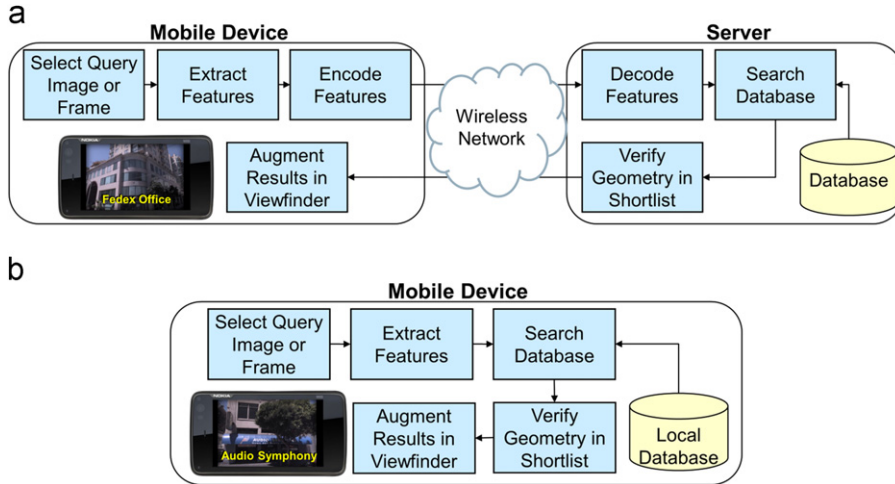 a
Mobile Device
Server
Select Query
Image or
Frame
Extract
Features
Encode
Features
Wireless
Network
Decode
Features
Search
Database
NOKIA
Fedex Office
Augment
Results in
Viewfinder
Verify
Geometry in
Shortlist
Database
b
Mobile Device
Select Query
Image or
Frame
Extract
Features
Search
Database
NOKIA
Audio Symphony
Augment
Results in
Viewfinder
Verify
Geometry in
Shortlist
Local
Database